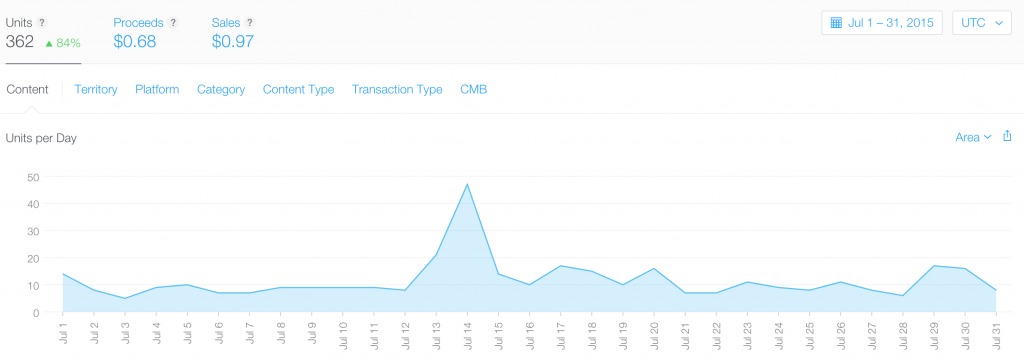 Units ? Proceeds ? Sales ? Jul 1 – 31, 2015 UTC
362 84% $0.68 $0.97
Content Territory Platform Category Content Type Transaction Type CMB
Units per Day Area
50
40
30
20
10
0
Jul 1 Jul 2 Jul 3 Jul 4 Jul 5 Jul 6 Jul 7 Jul 8 Jul 9 Jul 10 Jul 11 Jul 12 Jul 13 Jul 14 Jul 15 Jul 16 Jul 17 Jul 18 Jul 19 Jul 20 Jul 21 Jul 22 Jul 23 Jul 24 Jul 25 Jul 26 Jul 27 Jul 28 Jul 29 Jul 30 Jul 31